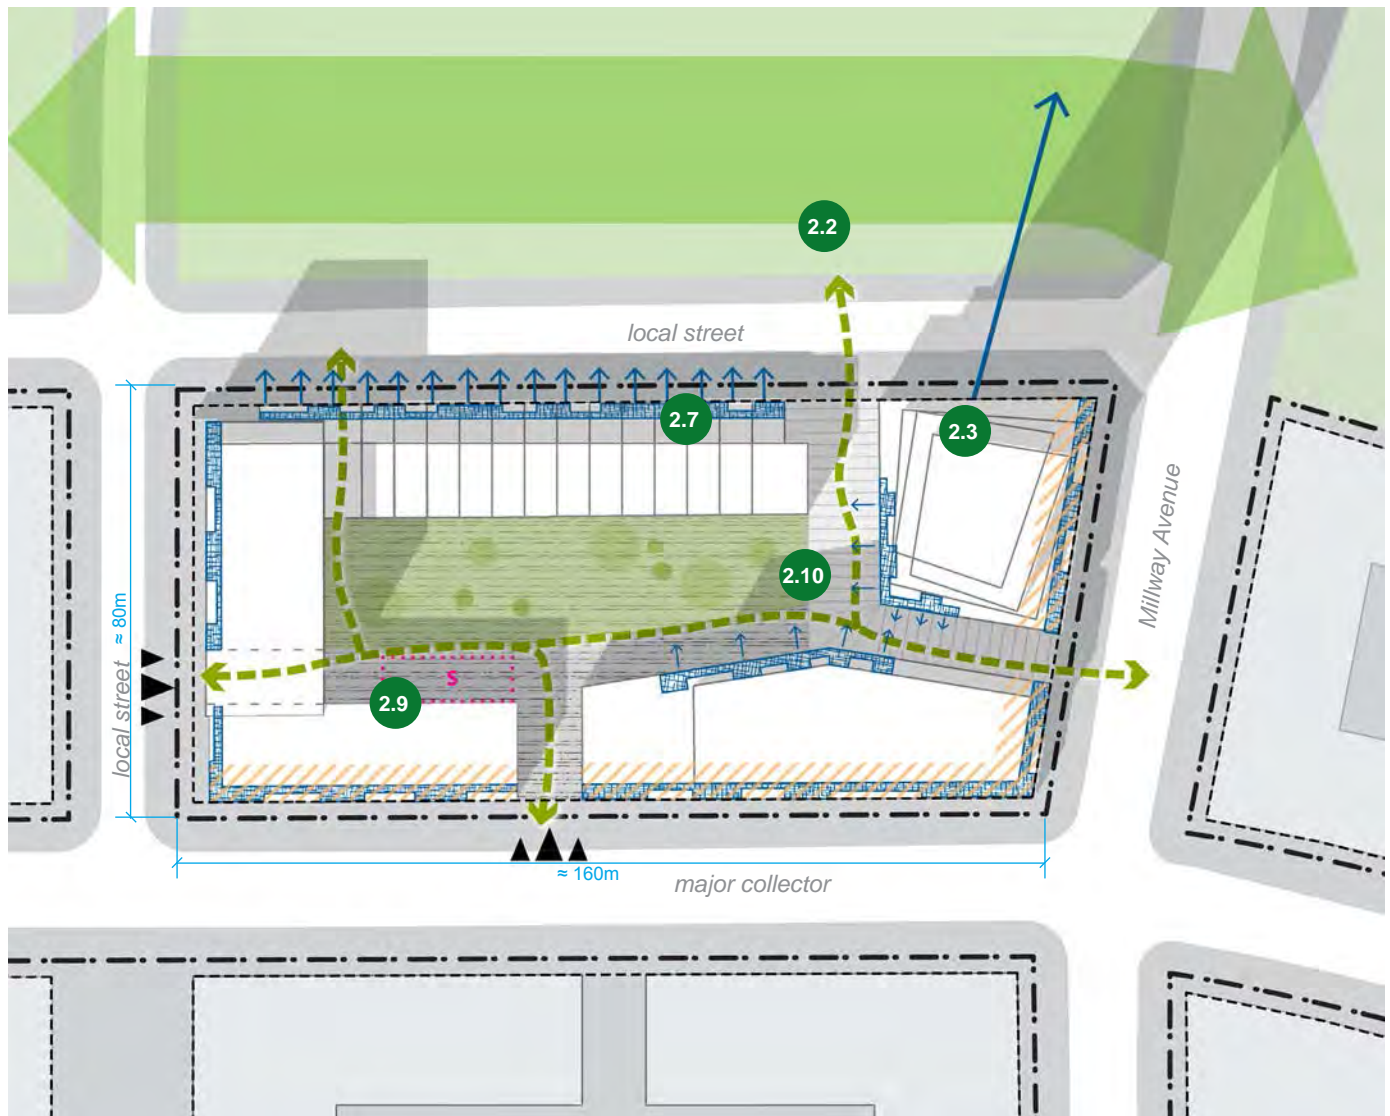 2.2
local street
2.7
2.3
≈ 80m
Millway Avenue
2.10
local street
S
2.9
≈ 160m
major collector